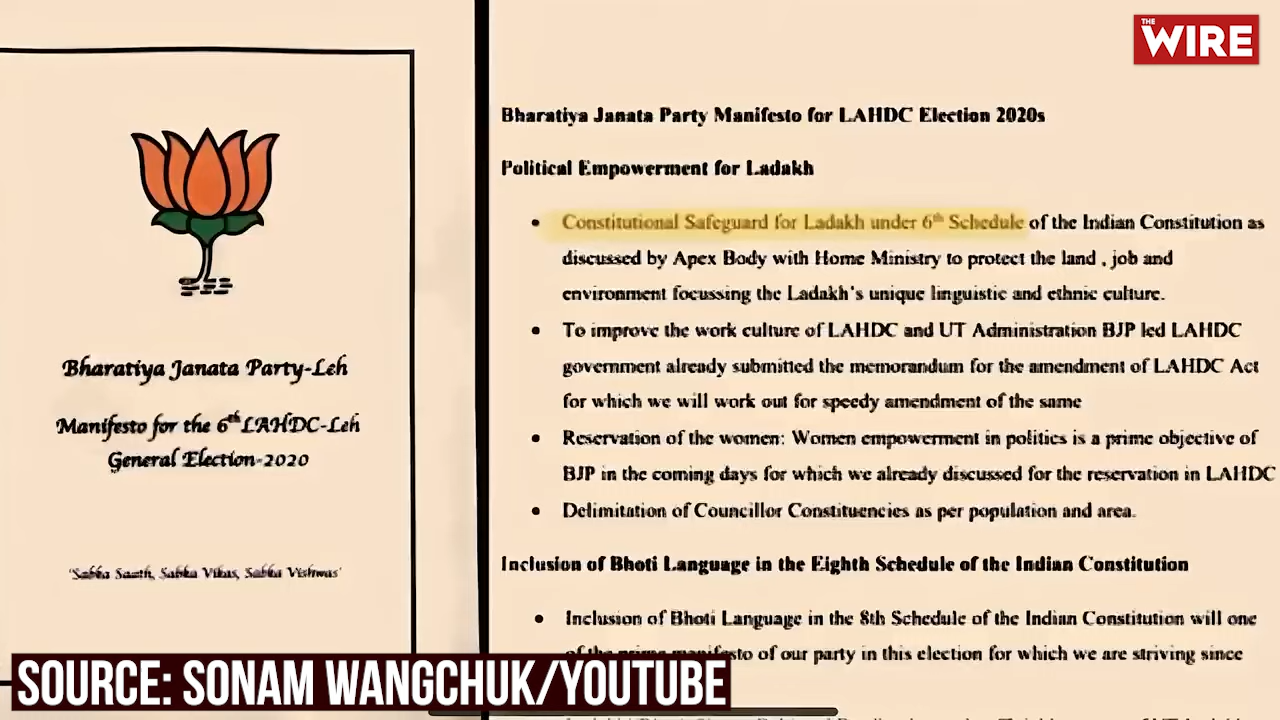 THE
WIRE
Bharatiya Janata Party-Leh
Manifesto for the 6th LAHDC-Leh
General Election-2020
'Sabka Saath, Sabka Vikas, Sabka Vishwas'
Bharatiya Janata Party Manifesto for LAHDC Election 2020s
Political Empowerment for Ladakh
• Constitutional Safeguard for Ladakh under 6th Schedule of the Indian Constitution as
discussed by Apex Body with Home Ministry to protect the land , job and
environment focussing the Ladakh's unique linguistic and ethnic culture.
• To improve the work culture of LAHDC and UT Administration BJP led LAHDC
government already submitted the memorandum for the amendment of LAHDC Act
for which we will work out for speedy amendment of the same
• Reservation of the women: Women empowerment in politics is a prime objective of
BJP in the coming days for which we already discussed for the reservation in LAHDC
• Delimitation of Councillor Constituencies as per population and area.
Inclusion of Bhoti Language in the Eighth Schedule of the Indian Constitution
• Inclusion of Bhoti Language in the 8th Schedule of the Indian Constitution will one
of the prime manifesto of our party in this election for which we are striving since
SOURCE: SONAM WANGCHUK/YOUTUBE